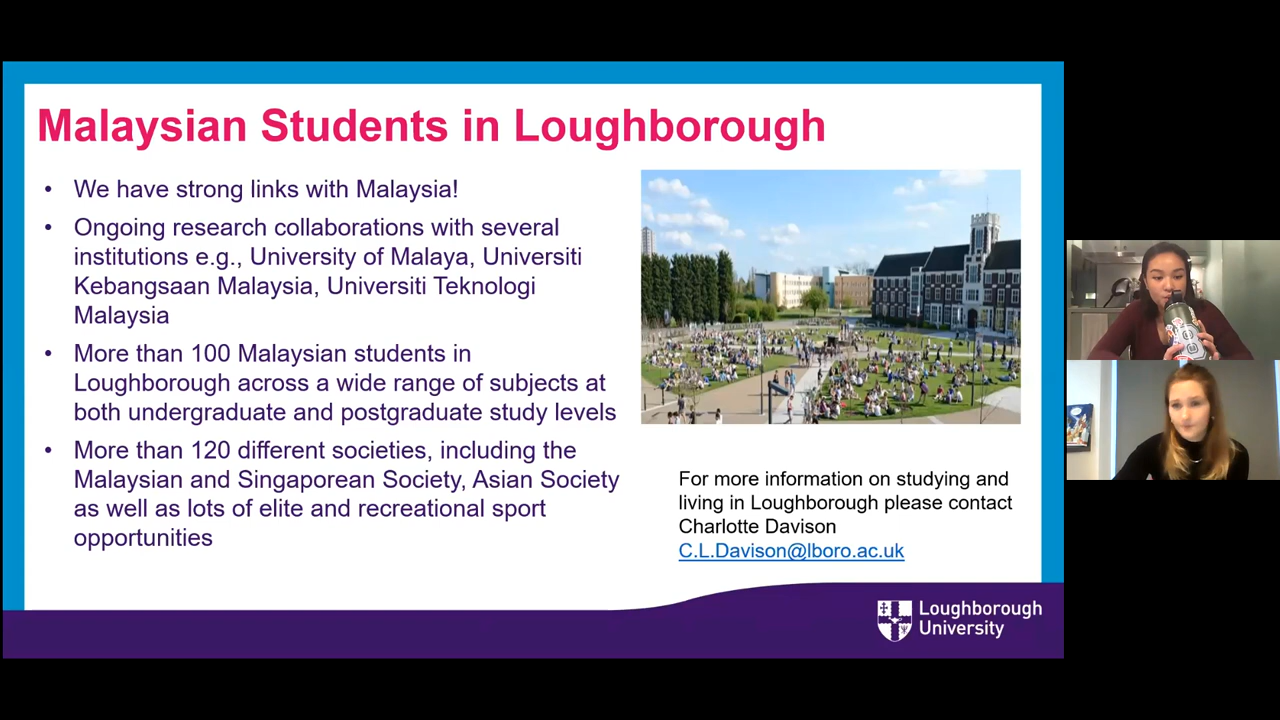 Malaysian Students in Loughborough
• We have strong links with Malaysia!
• Ongoing research collaborations with several
institutions e.g., University of Malaya, Universiti
Kebangsaan Malaysia, Universiti Teknologi
Malaysia
• More than 100 Malaysian students in
Loughborough across a wide range of subjects at
both undergraduate and postgraduate study levels
• More than 120 different societies, including the
Malaysian and Singaporean Society, Asian Society
as well as lots of elite and recreational sport
opportunities
For more information on studying and
living in Loughborough please contact
Charlotte Davison
C.L.Davison@lboro.ac.uk
Loughborough
University